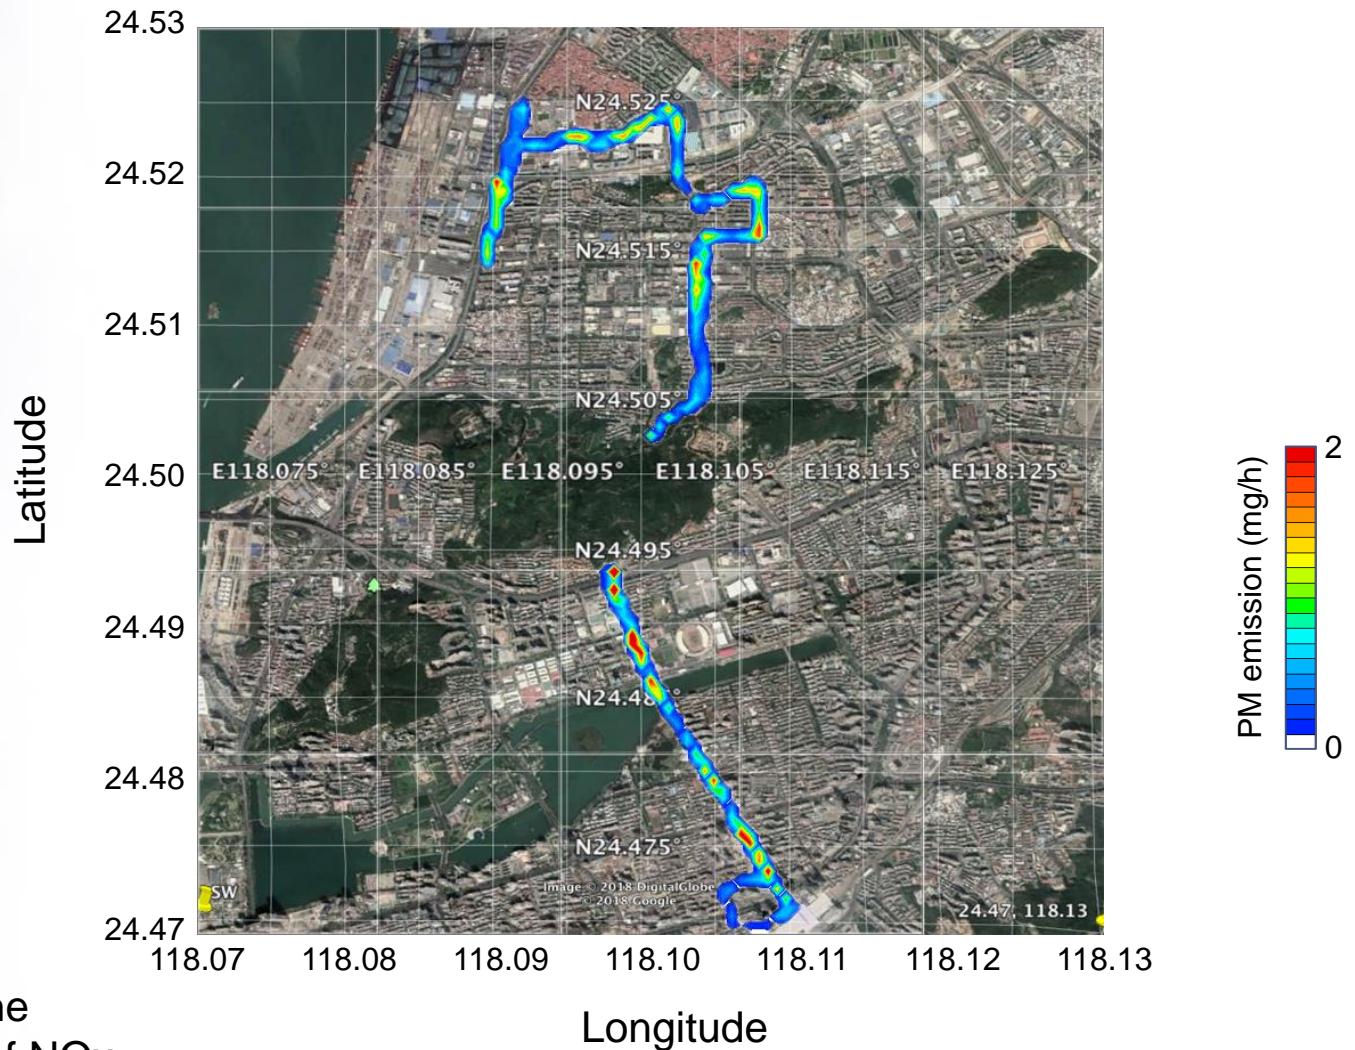 24.53
24.52
24.51
24.50
24.49
24.48
24.47
Latitude
N24.525°
N24.515°
N24.505°
E118.075° E118.085° E118.095° E118.105° E118.115° E118.125°
N24.495°
N24.48 °
N24.475°
Image © 2018 DigitalGlobe
© 2018 Google
SW
24.47, 118.13
118.07 118.08 118.09 118.10 118.11 118.12 118.13
Longitude
PM emission (mg/h)
2
0